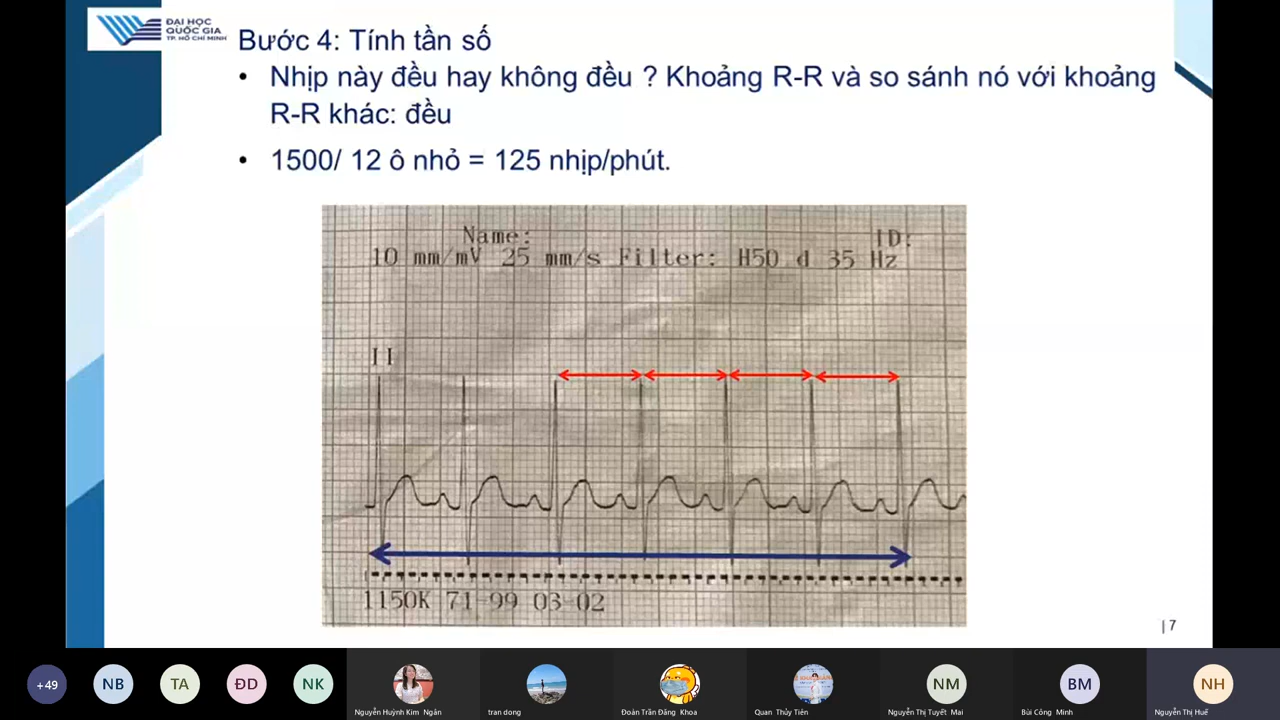 ĐẠI HỌC
QUỐC GIA
TP. HỒ CHÍ MINH
Bước 4: Tính tần số
• Nhịp này đều hay không đều ? Khoảng R-R và so sánh nó với khoảng
R-R khác: đều
• 1500/ 12 ô nhỏ = 125 nhịp/phút.
Name: ID:
10 mm/mV 25 mm/s Filter: H50 d 35 Hz
II
1150K 71-99 03-02
| 7
+49 NB TA ĐD NK NM BM NH
Nguyễn Huỳnh Kim Ngân tran dong Đoàn Trần Đăng Khoa Quan Thủy Tiên Nguyễn Thị Tuyết Mai Bùi Công Minh Nguyễn Thị Huế